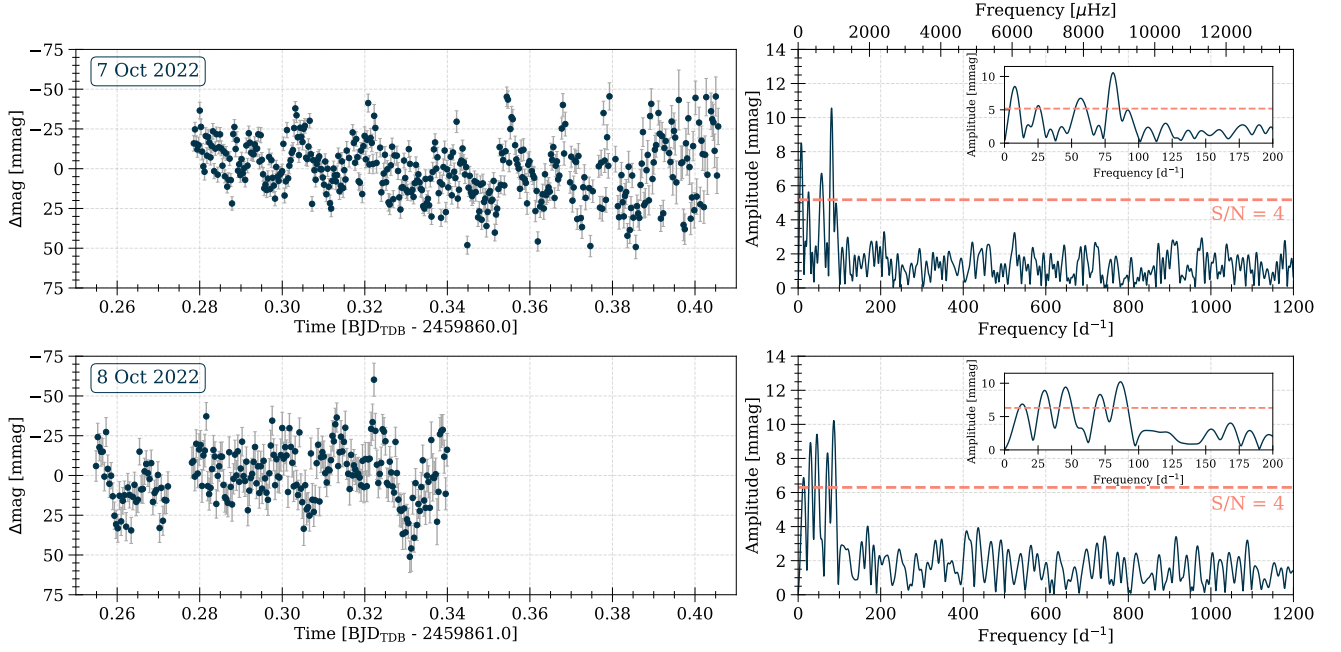 7 Oct 2022
−75
−50
−25
0
25
50
75
Δmag [mmag]
0.26 0.28 0.30 0.32 0.34 0.36 0.38 0.40
Time [BJD_TDB - 2459860.0]
Frequency [μHz]
0 2000 4000 6000 8000 10000 12000
14
12
10
8
6
4
2
0
Amplitude [mmag]
S/N = 4
0 200 400 600 800 1000 1200
Frequency [d⁻¹]
10
5
0
Amplitude [mmag]
0 25 50 75 100 125 150 175 200
Frequency [d⁻¹]
8 Oct 2022
−75
−50
−25
0
25
50
75
Δmag [mmag]
0.26 0.28 0.30 0.32 0.34 0.36 0.38 0.40
Time [BJD_TDB - 2459861.0]
14
12
10
8
6
4
2
0
Amplitude [mmag]
S/N = 4
0 200 400 600 800 1000 1200
Frequency [d⁻¹]
10
5
0
Amplitude [mmag]
0 25 50 75 100 125 150 175 200
Frequency [d⁻¹]